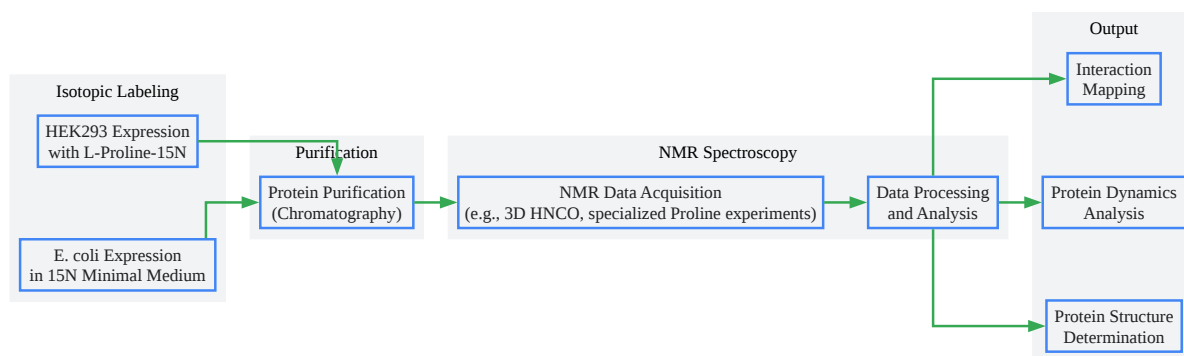 Isotopic Labeling
HEK293 Expression
with L-Proline-15N
E. coli Expression
in 15N Minimal Medium
Purification
Protein Purification
(Chromatography)
NMR Spectroscopy
NMR Data Acquisition
(e.g., 3D HNCO, specialized Proline experiments)
Data Processing
and Analysis
Output
Interaction
Mapping
Protein Dynamics
Analysis
Protein Structure
Determination